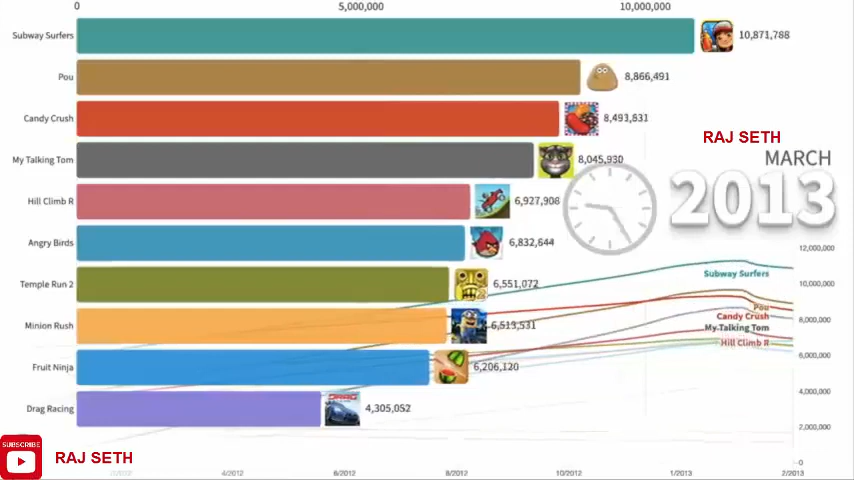 0 5,000,000 10,000,000
Subway Surfers 10,871,788
Pou 8,866,491
Candy Crush 8,493,831
RAJ SETH
My Talking Tom 8,045,930
MARCH
2013
Hill Climb R 6,927,908
Angry Birds 6,832,644
12,000,000
Subway Surfers
Temple Run 2 6,551,072
10,000,000
Pou
Candy Crush
8,000,000
Minion Rush 6,513,531
My Talking Tom
Hill Climb R
6,000,000
Fruit Ninja 6,206,120
4,000,000
Drag Racing 4,305,052
2,000,000
SUBSCRIBE
RAJ SETH
0
4/2012 6/2012 8/2012 10/2012 1/2013 2/2013